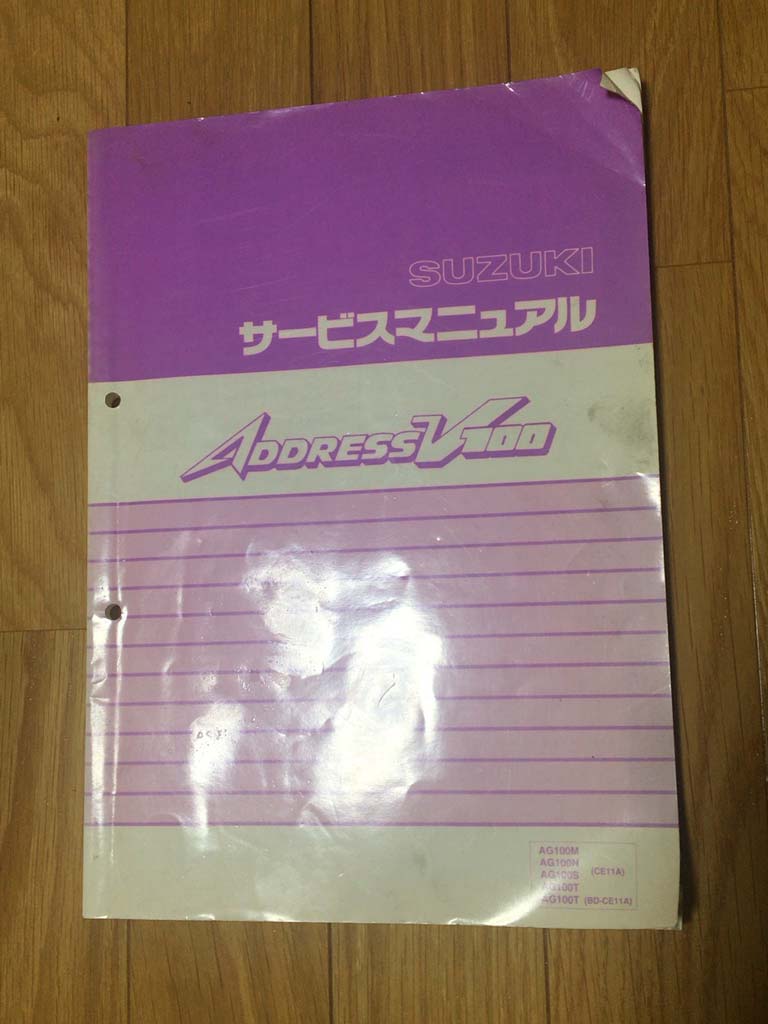 SUZUKI
サービスマニュアル
ADDRESS V100
AG100M
AG100N
AG100S (CE11A)
AG100T
AG100T (BD-CE11A)